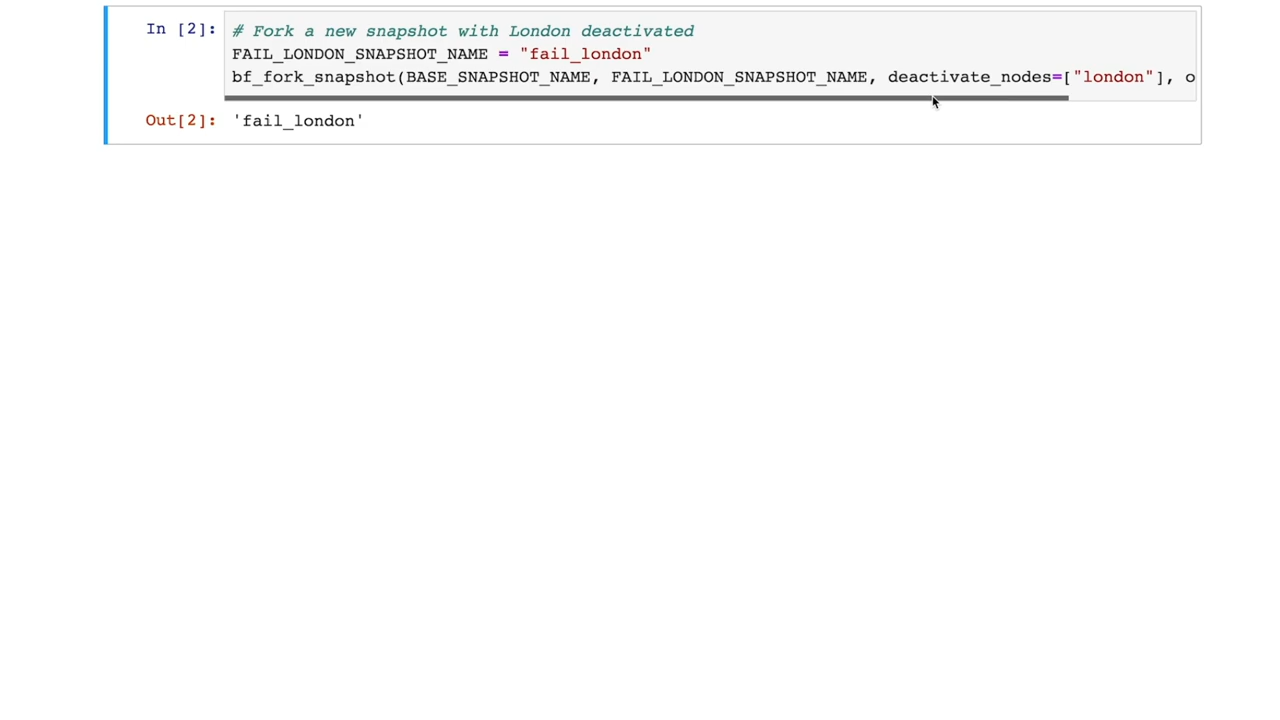 In [2]: # Fork a new snapshot with London deactivated
FAIL_LONDON_SNAPSHOT_NAME = "fail_london"
bf_fork_snapshot(BASE_SNAPSHOT_NAME, FAIL_LONDON_SNAPSHOT_NAME, deactivate_nodes=["london"], o
Out[2]: 'fail_london'